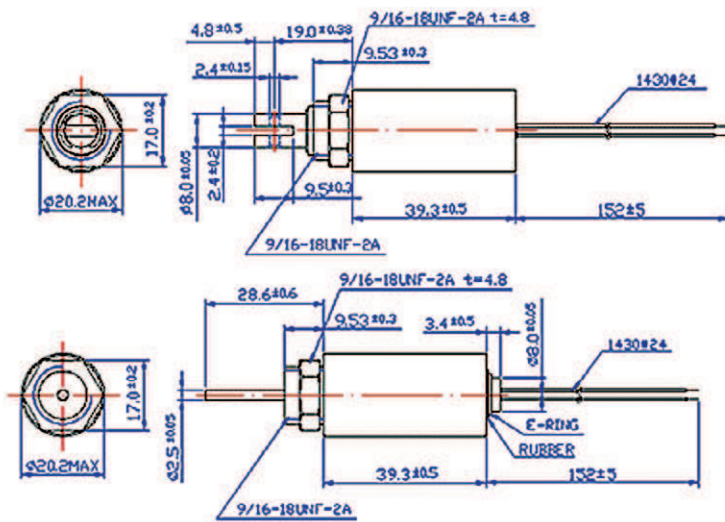 9/16-18UNF-2A t=4.8
4.8±0.5
19.0±0.38
9.53±0.3
2.4±0.15
1430#24
17.0±0.2
Ø8.0±0.05
2.4±0.2
9.5±0.3
Ø20.2MAX
39.3±0.5
152±5
9/16-18UNF-2A
9/16-18UNF-2A t=4.8
28.6±0.6
9.53±0.3
3.4±0.5
Ø8.0±0.05
1430#24
17.0±0.2
Ø2.5±0.05
E-RING
RUBBER
Ø20.2MAX
39.3±0.5
152±5
9/16-18UNF-2A